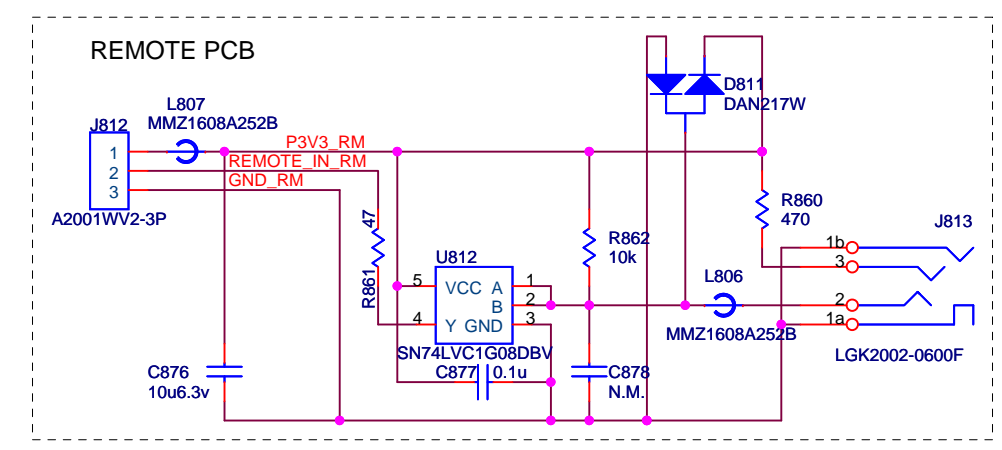 REMOTE PCB
D811
DAN217W
L807
MMZ1608A252B
J812
1
2
3
A2001WV2-3P
P3V3_RM
REMOTE_IN_RM
GND_RM
47
R861
R862
10k
R860
470
J813
1b
3
2
1a
LGK2002-0600F
L806
MMZ1608A252B
U812
5
4
VCC A
B
Y GND
1
2
3
SN74LVC1G08DBV
C877
0.1u
C876
10u6.3v
C878
N.M.